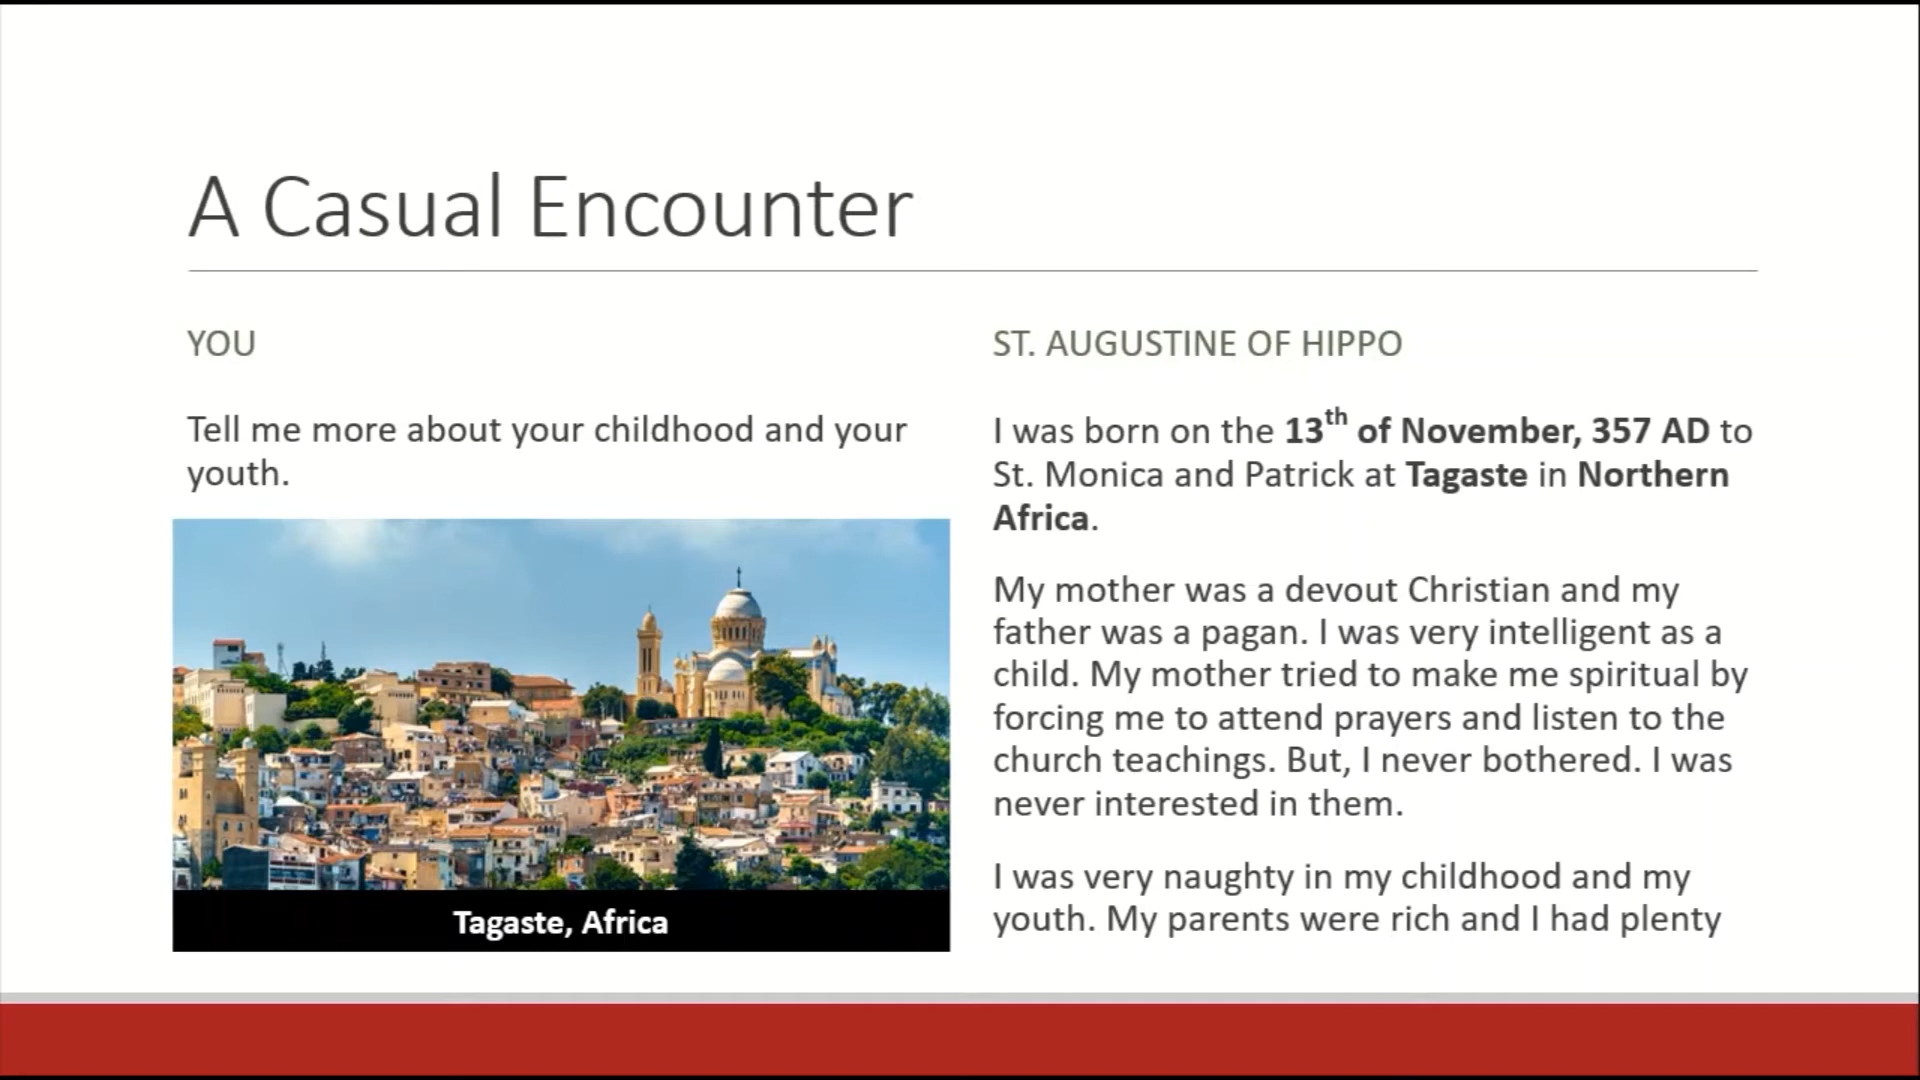 A Casual Encounter
YOU
Tell me more about your childhood and your
youth.
Tagaste, Africa
ST. AUGUSTINE OF HIPPO
I was born on the 13th of November, 357 AD to
St. Monica and Patrick at Tagaste in Northern
Africa.
My mother was a devout Christian and my
father was a pagan. I was very intelligent as a
child. My mother tried to make me spiritual by
forcing me to attend prayers and listen to the
church teachings. But, I never bothered. I was
never interested in them.
I was very naughty in my childhood and my
youth. My parents were rich and I had plenty